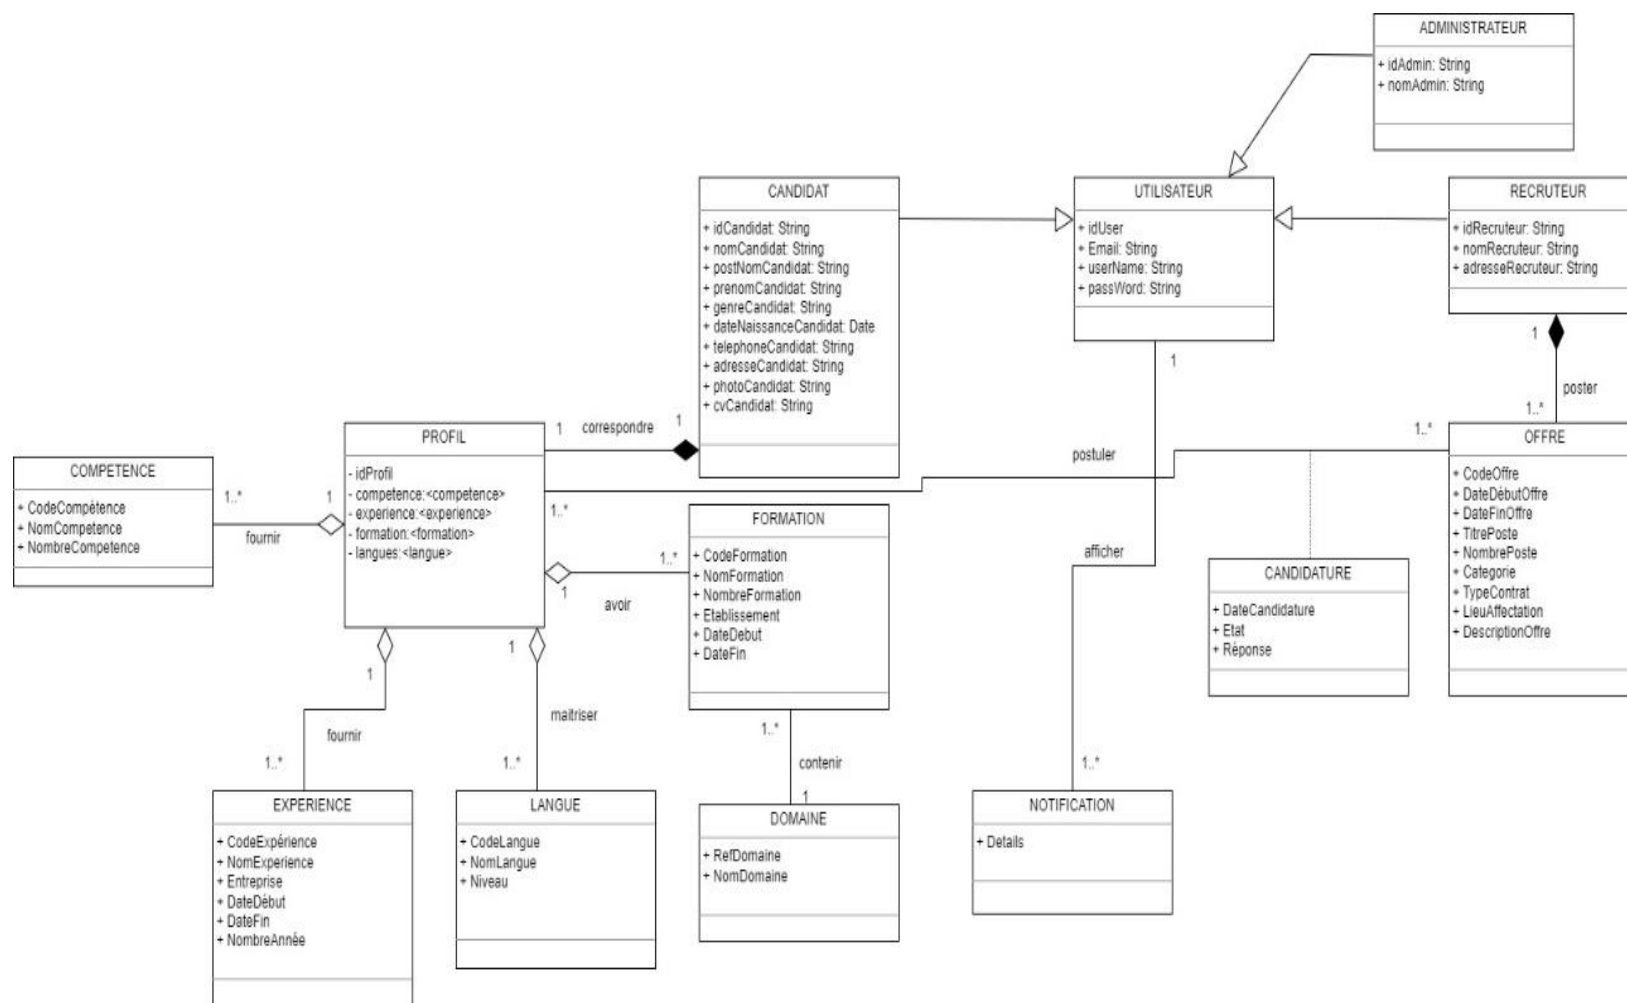 ADMINISTRATEUR
+ idAdmin: String
+ nomAdmin: String
CANDIDAT
+ idCandidat: String
+ nomCandidat: String
+ postNomCandidat: String
+ prenomCandidat: String
+ genreCandidat: String
+ dateNaissanceCandidat: Date
+ telephoneCandidat: String
+ adresseCandidat: String
+ photoCandidat: String
+ cvCandidat: String
UTILISATEUR
+ idUser
+ Email: String
+ userName: String
+ passWord: String
RECRUTEUR
+ idRecruteur: String
+ nomRecruteur: String
+ adresseRecruteur: String
1
1
poster
1..*
1..*
1
correspondre
1
PROFIL
- idProfil
- competence:<competence>
- experience:<experience>
- formation:<formation>
- langues:<langue>
COMPETENCE
+ CodeCompétence
+ NomCompetence
+ NombreCompetence
1..*
1
fournir
postuler
1..*
OFFRE
+ CodeOffre
+ DateDébutOffre
+ DateFinOffre
+ TitrePoste
+ NombrePoste
+ Categorie
+ TypeContrat
+ LieuAffectation
+ DescriptionOffre
FORMATION
+ CodeFormation
+ NomFormation
+ NombreFormation
+ Etablissement
+ DateDebut
+ DateFin
1..*
1
avoir
afficher
CANDIDATURE
+ DateCandidature
+ Etat
+ Réponse
1
1
maitriser
fournir
1..*
1..*
1..*
contenir
1
1..*
EXPERIENCE
+ CodeExpérience
+ NomExperience
+ Entreprise
+ DateDébut
+ DateFin
+ NombreAnnée
LANGUE
+ CodeLangue
+ NomLangue
+ Niveau
DOMAINE
+ RefDomaine
+ NomDomaine
NOTIFICATION
+ Details